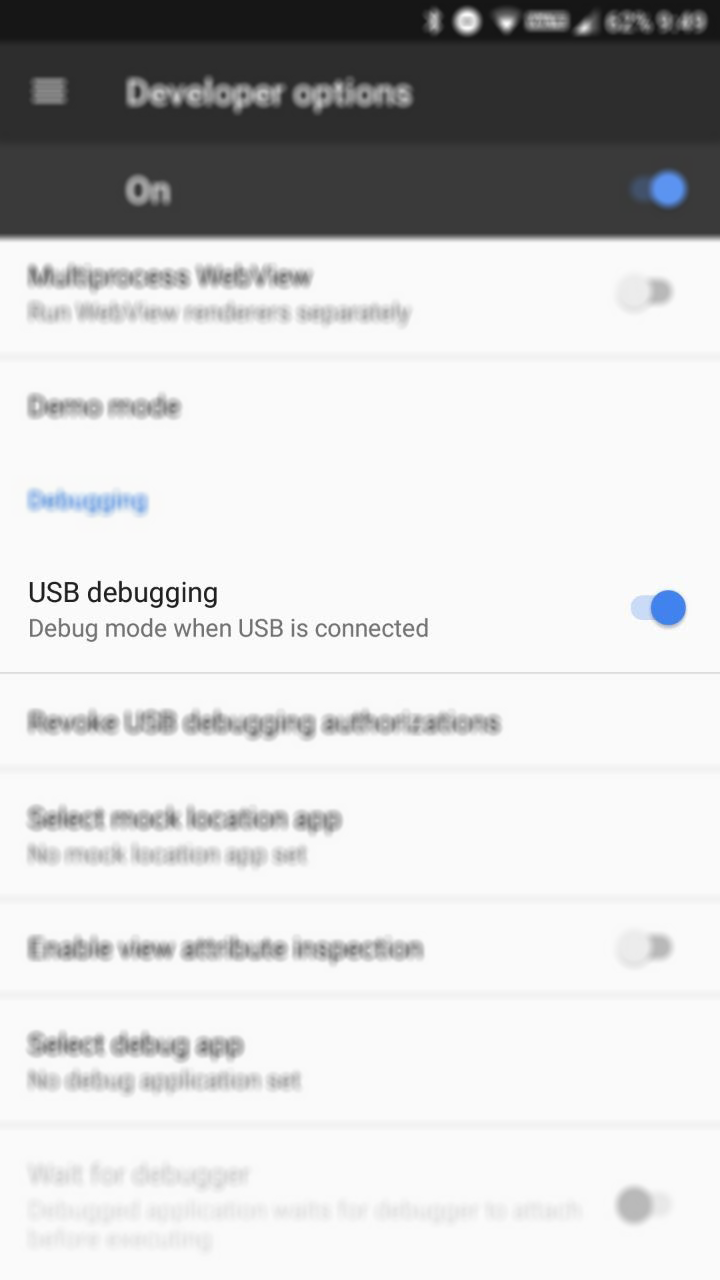 62% 9:49
Developer options
On
Multiprocess WebView
Run WebView renderers separately
Demo mode
Debugging
USB debugging
Debug mode when USB is connected
Revoke USB debugging authorizations
Select mock location app
No mock location app set
Enable view attribute inspection
Select debug app
No debug application set
Wait for debugger
Debugged application waits for debugger to attach
before executing